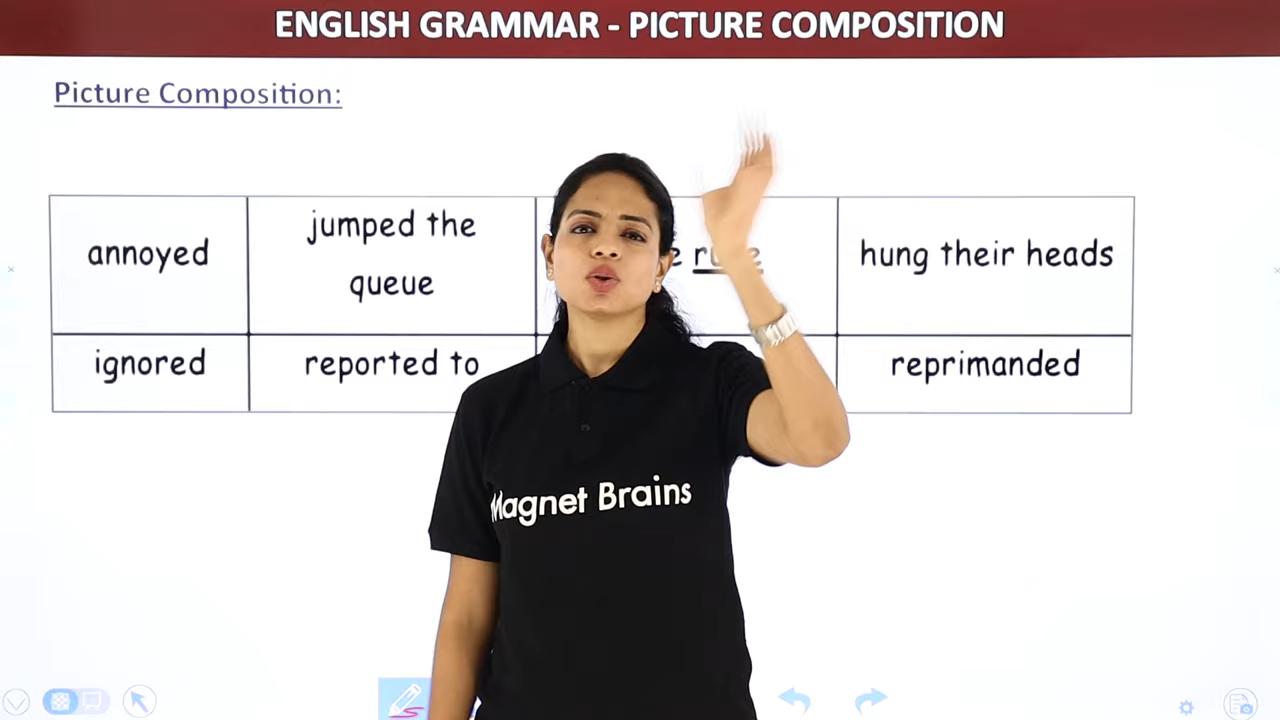 ENGLISH GRAMMAR - PICTURE COMPOSITION
Picture Composition:
annoyed
jumped the
queue
hung their heads
ignored
reported to
reprimanded
Magnet Brains